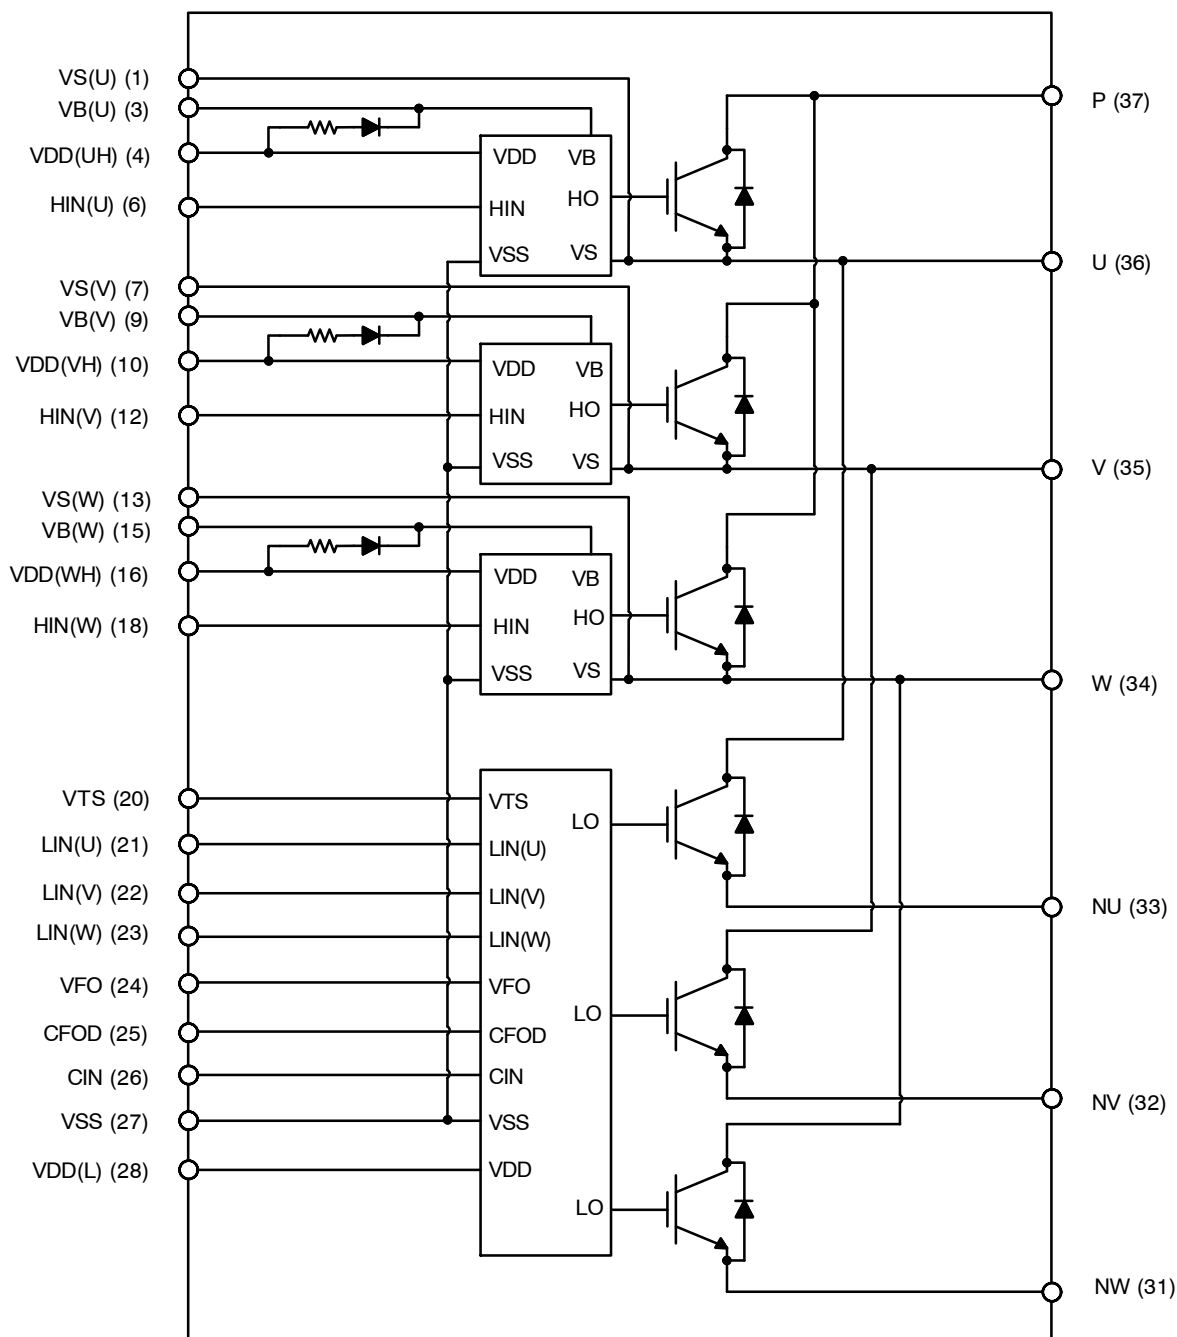 VS(U) (1)
VB(U) (3)
VDD(UH) (4)
HIN(U) (6)
VS(V) (7)
VB(V) (9)
VDD(VH) (10)
HIN(V) (12)
VS(W) (13)
VB(W) (15)
VDD(WH) (16)
HIN(W) (18)
VTS (20)
LIN(U) (21)
LIN(V) (22)
LIN(W) (23)
VFO (24)
CFOD (25)
CIN (26)
VSS (27)
VDD(L) (28)
VDD VB
HO
HIN
VSS VS
VDD VB
HO
HIN
VSS VS
VDD VB
HO
HIN
VSS VS
VTS
LO
LIN(U)
LIN(V)
LIN(W)
VFO
LO
CFOD
CIN
VSS
VDD
LO
P (37)
U (36)
V (35)
W (34)
NU (33)
NV (32)
NW (31)